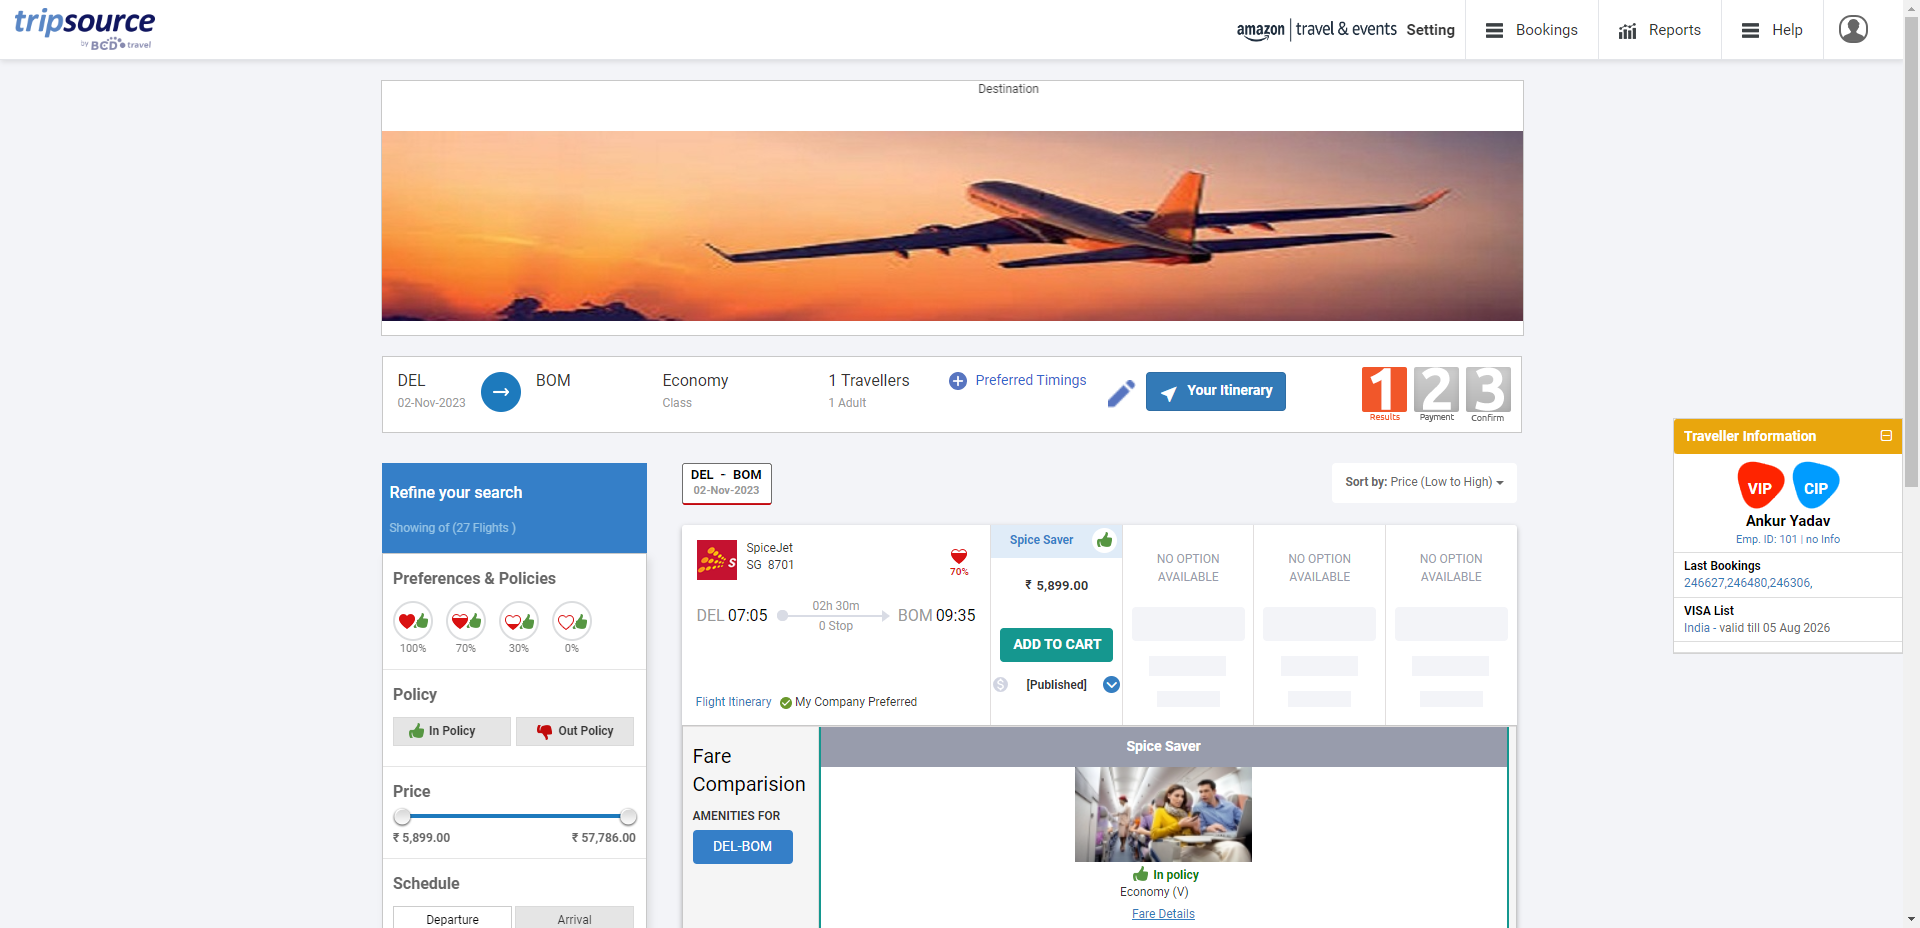 tripsource
by BCD travel
amazon | travel & events Setting
Bookings
Reports
Help
Destination
DEL
02-Nov-2023
BOM
Economy
Class
1 Travellers
1 Adult
Preferred Timings
Your Itinerary
1
Results
2
Payment
3
Confirm
Traveller Information
VIP
CIP
Ankur Yadav
Emp. ID: 101 | no Info
Last Bookings
246627,246480,246306,
VISA List
India - valid till 05 Aug 2026
Refine your search
Showing of (27 Flights )
Preferences & Policies
100%
70%
30%
0%
Policy
In Policy
Out Policy
Price
₹ 5,899.00
₹ 57,786.00
Schedule
Departure
Arrival
DEL - BOM
02-Nov-2023
Sort by: Price (Low to High)
SpiceJet
SG 8701
70%
DEL 07:05
02h 30m
0 Stop
BOM 09:35
Flight Itinerary
My Company Preferred
Spice Saver
₹ 5,899.00
ADD TO CART
[Published]
NO OPTION
AVAILABLE
NO OPTION
AVAILABLE
NO OPTION
AVAILABLE
Fare
Comparision
AMENITIES FOR
DEL-BOM
Spice Saver
In policy
Economy (V)
Fare Details